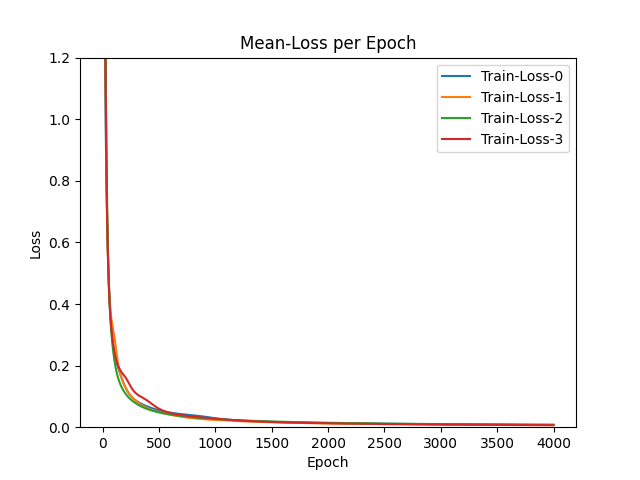 Mean-Loss per Epoch
1.2
1.0
0.8
0.6
0.4
0.2
0.0
Loss
Train-Loss-0
Train-Loss-1
Train-Loss-2
Train-Loss-3
0 500 1000 1500 2000 2500 3000 3500 4000
Epoch